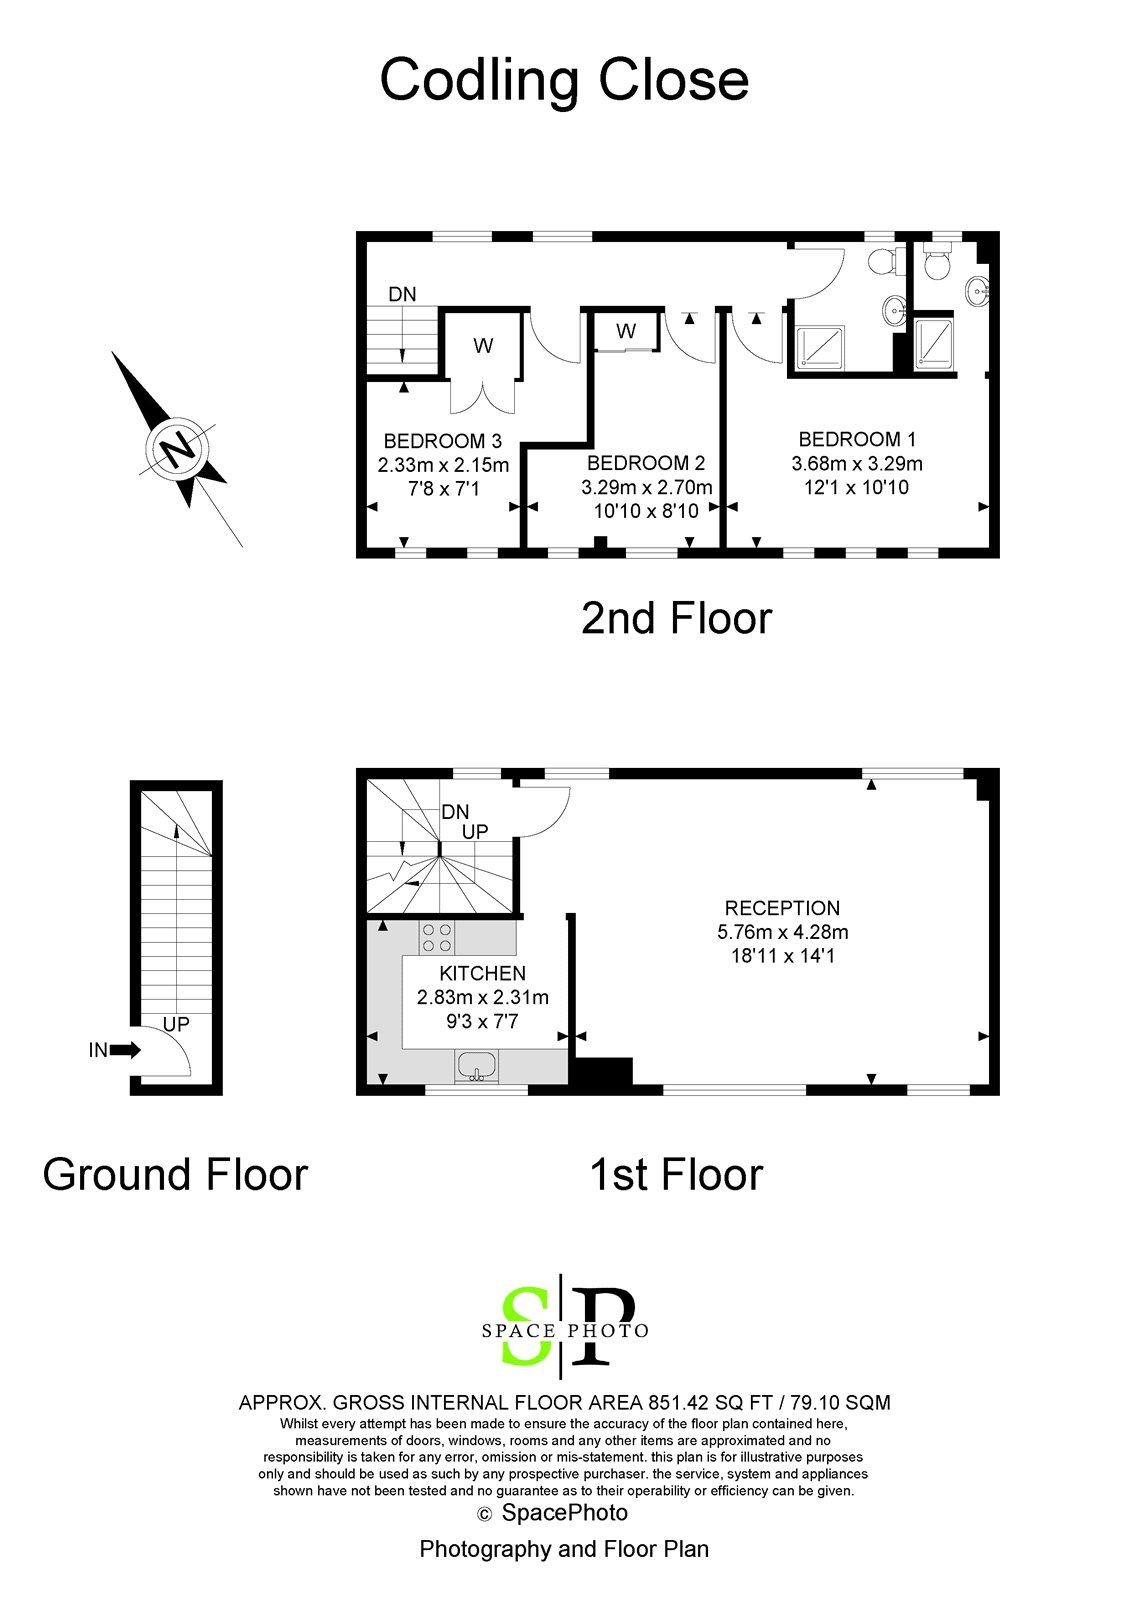 Codling Close
DN
W
W
N
BEDROOM 3
2.33m x 2.15m
7'8 x 7'1
BEDROOM 2
3.29m x 2.70m
10'10 x 8'10
BEDROOM 1
3.68m x 3.29m
12'1 x 10'10
2nd Floor
DN
UP
RECEPTION
5.76m x 4.28m
18'11 x 14'1
KITCHEN
2.83m x 2.31m
9'3 x 7'7
UP
IN
Ground Floor
1st Floor
SP
SPACE PHOTO
APPROX. GROSS INTERNAL FLOOR AREA 851.42 SQ FT / 79.10 SQM
Whilst every attempt has been made to ensure the accuracy of the floor plan contained here,
measurements of doors, windows, rooms and any other items are approximated and no
responsibility is taken for any error, omission or mis-statement. this plan is for illustrative purposes
only and should be used as such by any prospective purchaser. the service, system and appliances
shown have not been tested and no guarantee as to their operability or efficiency can be given.
© SpacePhoto
Photography and Floor Plan